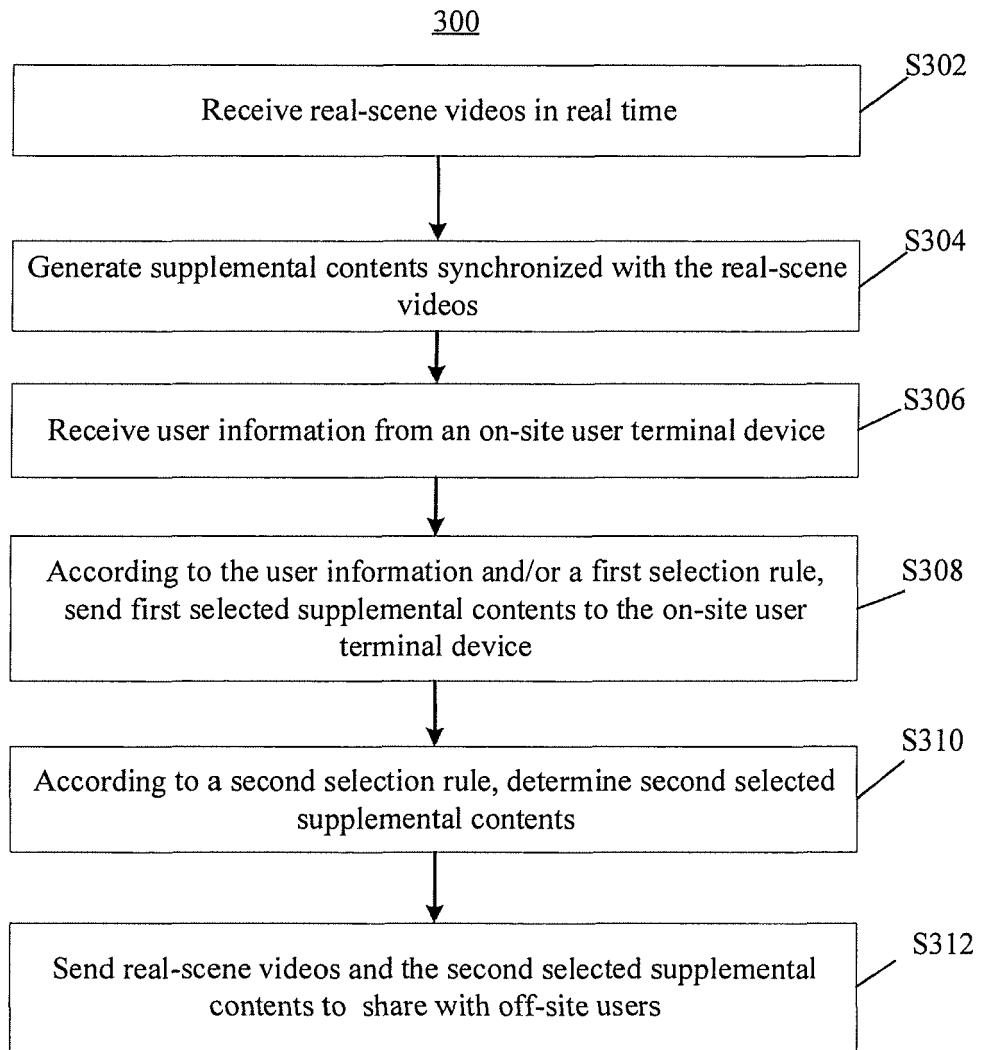 300
S302
Receive real-scene videos in real time
S304
Generate supplemental contents synchronized with the real-scene
videos
S306
Receive user information from an on-site user terminal device
S308
According to the user information and/or a first selection rule,
send first selected supplemental contents to the on-site user
terminal device
S310
According to a second selection rule, determine second selected
supplemental contents
S312
Send real-scene videos and the second selected supplemental
contents to share with off-site users